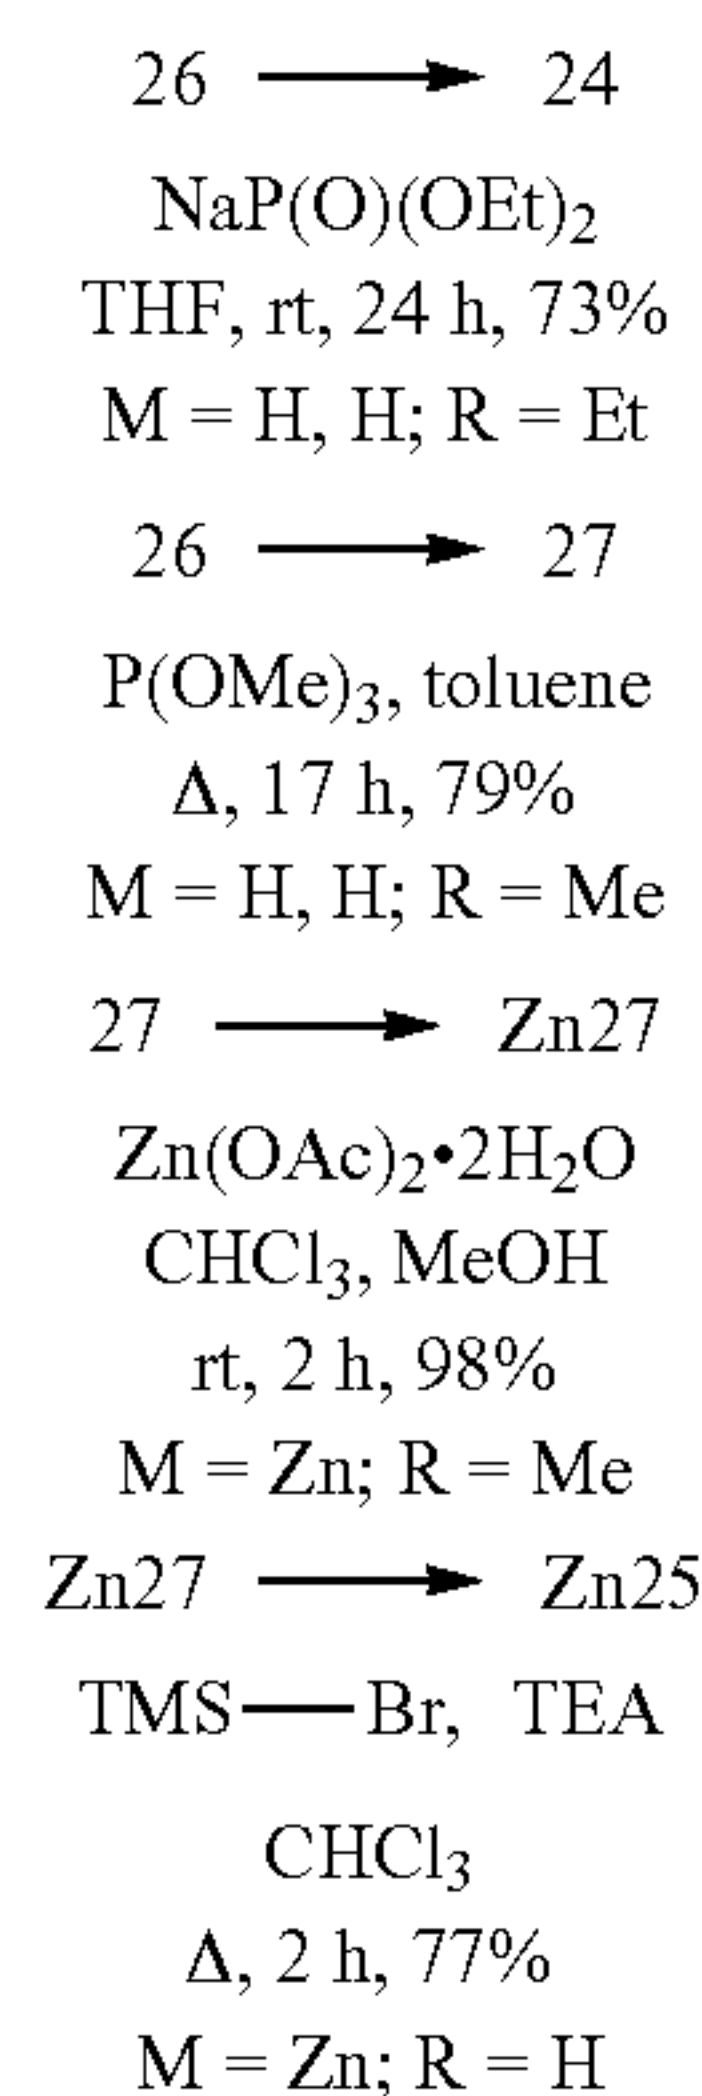 26 ⟶ 24
NaP(O)(OEt)₂
THF, rt, 24 h, 73%
M = H, H; R = Et
26 ⟶ 27
P(OMe)₃, toluene
Δ, 17 h, 79%
M = H, H; R = Me
27 ⟶ Zn27
Zn(OAc)₂•2H₂O
CHCl₃, MeOH
rt, 2 h, 98%
M = Zn; R = Me
Zn27 ⟶ Zn25
TMS—Br, TEA
CHCl₃
Δ, 2 h, 77%
M = Zn; R = H